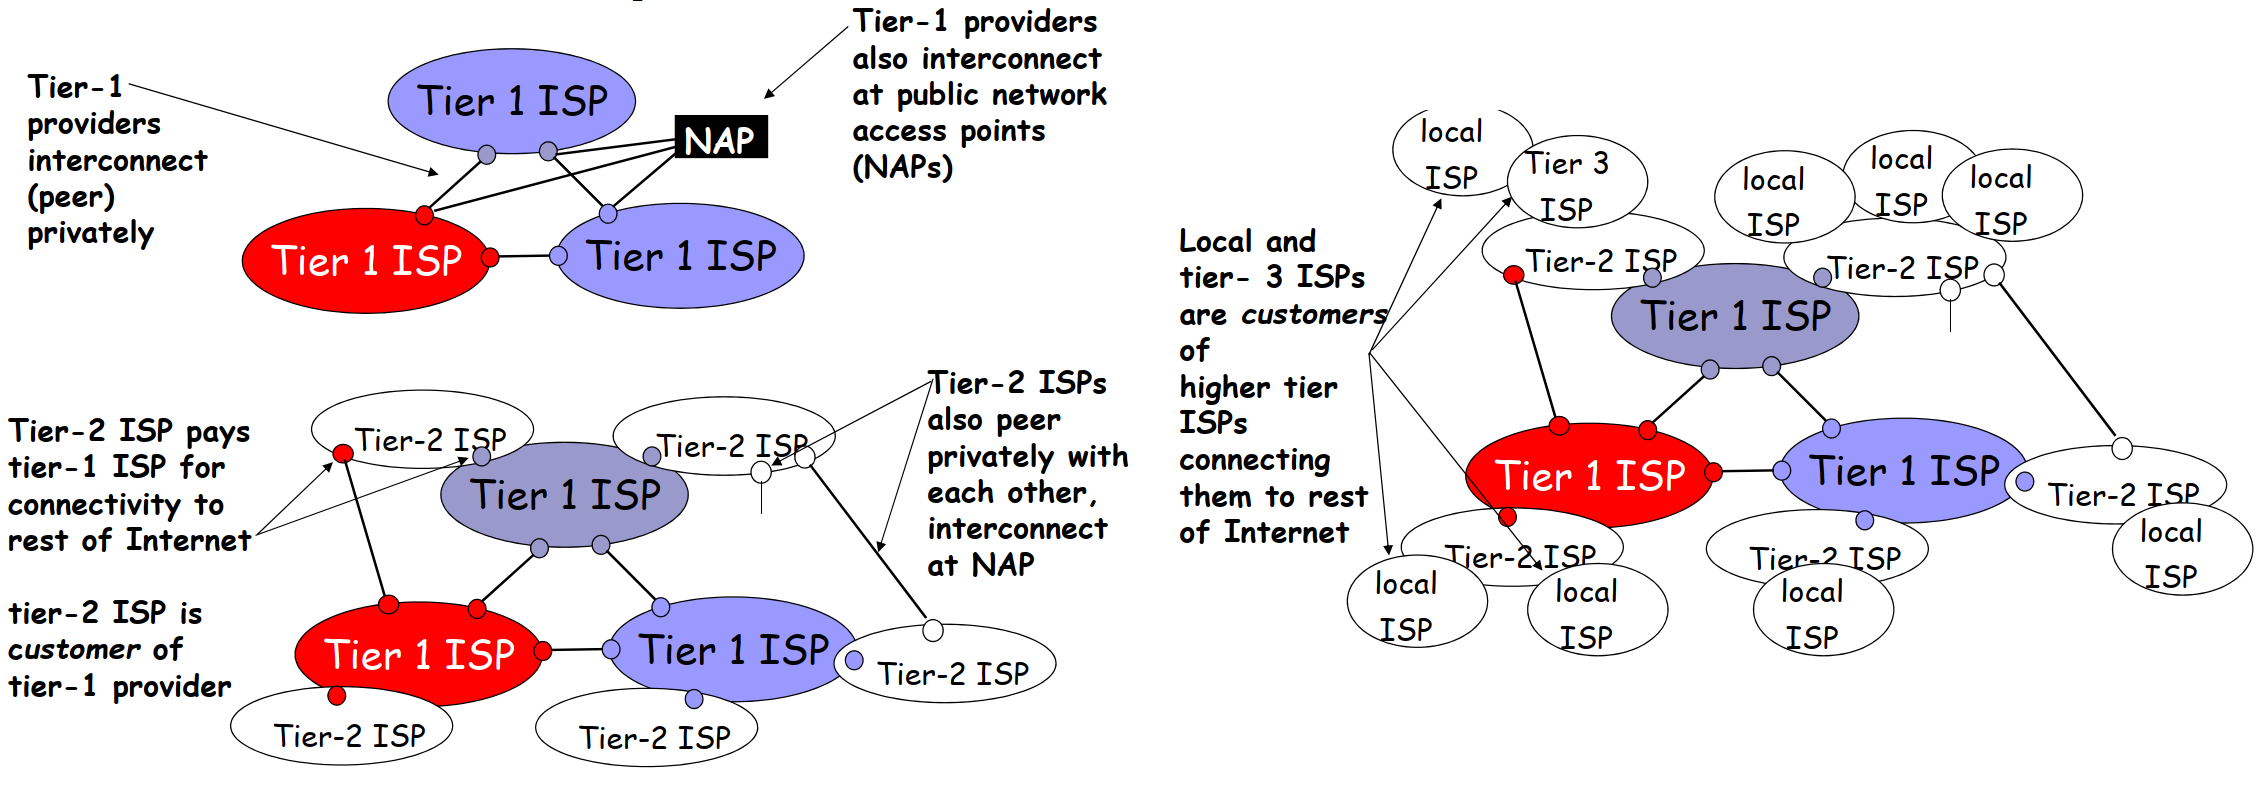 Tier-1
providers
interconnect
(peer)
privately
Tier 1 ISP
NAP
Tier 1 ISP
Tier 1 ISP
Tier-1 providers
also interconnect
at public network
access points
(NAPs)
Tier-2 ISP pays
tier-1 ISP for
connectivity to
rest of Internet
tier-2 ISP is
customer of
tier-1 provider
Tier-2 ISP
Tier-2 ISP
Tier 1 ISP
Tier 1 ISP
Tier 1 ISP
Tier-2 ISP
Tier-2 ISP
Tier-2 ISP
Tier-2 ISPs
also peer
privately with
each other,
interconnect
at NAP
Local and
tier- 3 ISPs
are customers
of
higher tier
ISPs
connecting
them to rest
of Internet
local
ISP
Tier 3
ISP
local
ISP
local
ISP
local
ISP
Tier-2 ISP
Tier-2 ISP
Tier 1 ISP
Tier 1 ISP
Tier 1 ISP
Tier-2 ISP
local
ISP
Tier-2 ISP
local
ISP
local
ISP
Tier-2 ISP
local
ISP